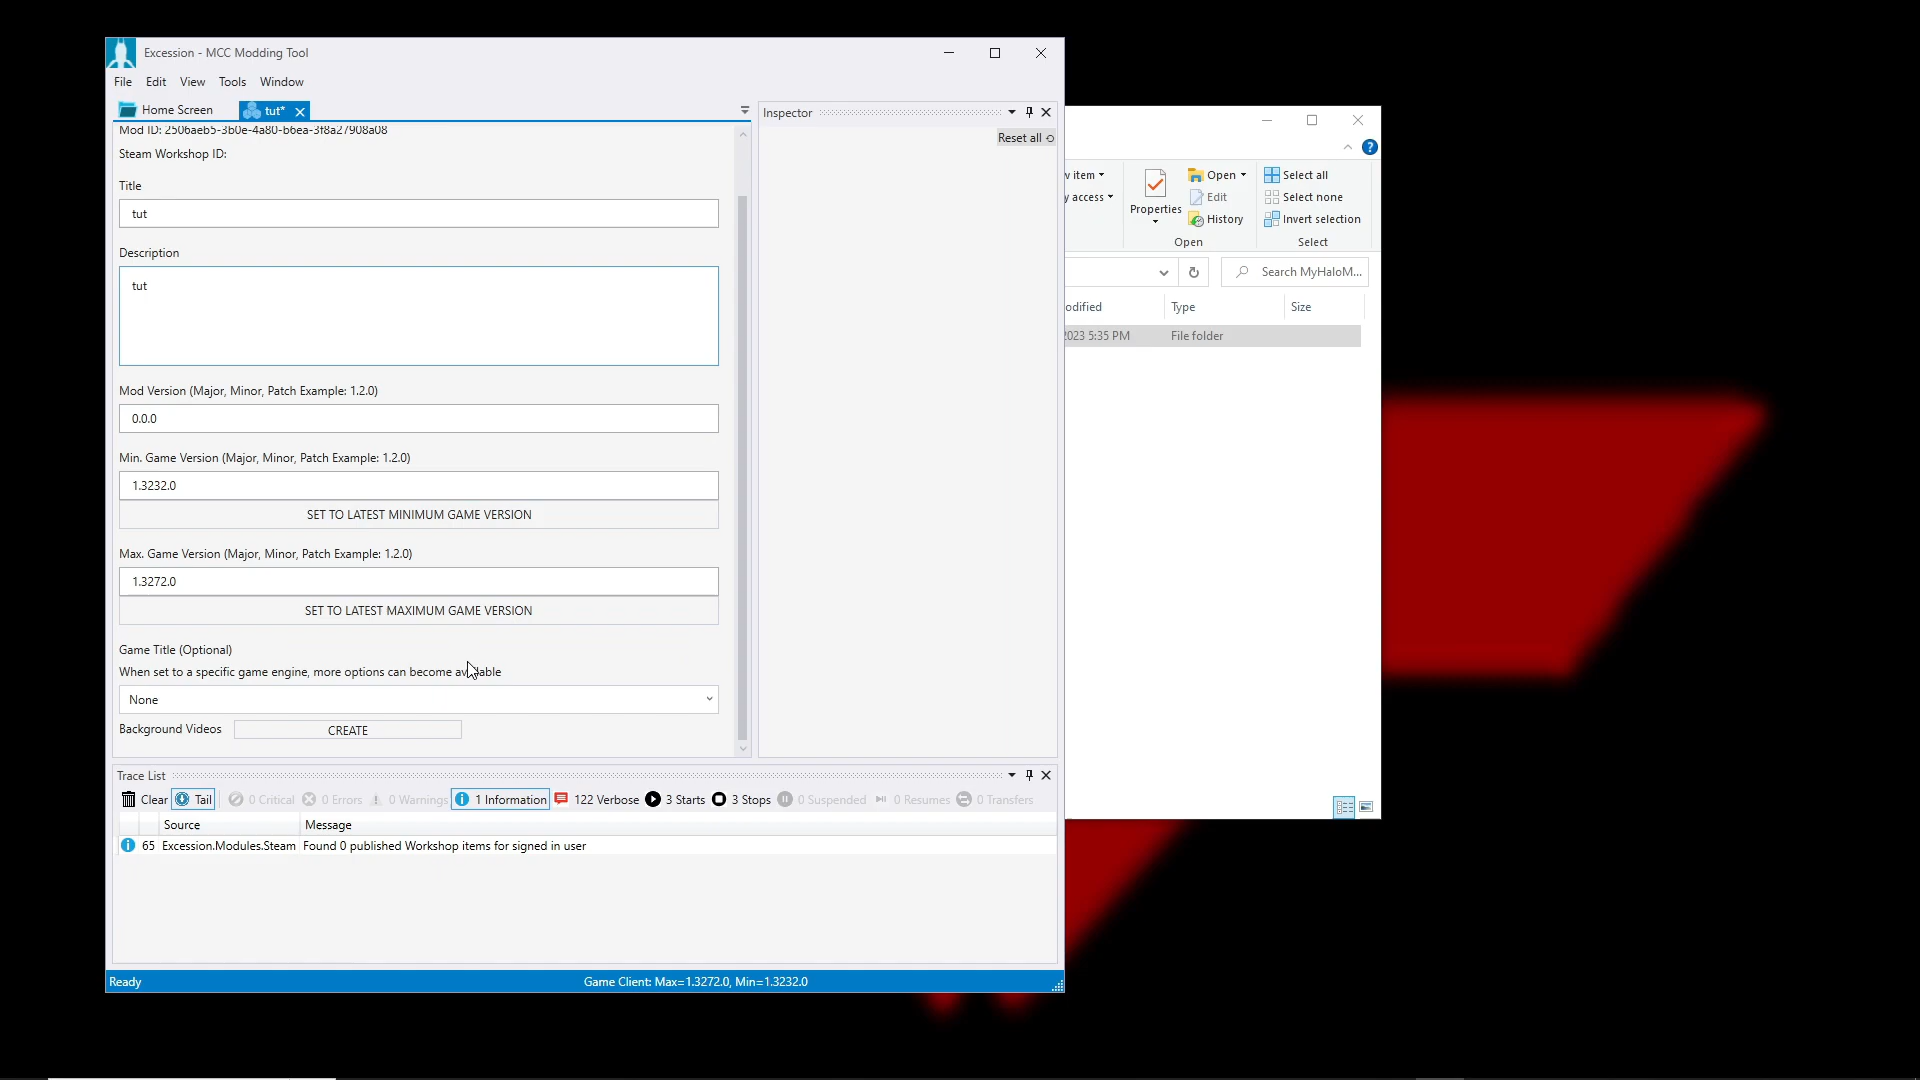 Excession - MCC Modding Tool
File Edit View Tools Window
Home Screen tut*
Mod ID: 2506aeb5-3b0e-4a80-b6ea-3f8a27908a08
Steam Workshop ID:
Title
tut
Description
tut
Mod Version (Major, Minor, Patch Example: 1.2.0)
0.0.0
Min. Game Version (Major, Minor, Patch Example: 1.2.0)
1.3232.0
SET TO LATEST MINIMUM GAME VERSION
Max. Game Version (Major, Minor, Patch Example: 1.2.0)
1.3272.0
SET TO LATEST MAXIMUM GAME VERSION
Game Title (Optional)
When set to a specific game engine, more options can become available
None
Background Videos CREATE
Inspector
Reset all
Trace List
Clear Tail 0 Critical 0 Errors 0 Warnings 1 Information 122 Verbose 3 Starts 3 Stops 0 Suspended 0 Resumes 0 Transfers
Source Message
65 Excession.Modules.Steam Found 0 published Workshop items for signed in user
Ready Game Client: Max=1.3272.0, Min=1.3232.0
w item Open Select all
y access Edit Select none
Properties History Invert selection
Open Select
Search MyHaloM...
odified Type Size
2023 5:35 PM File folder